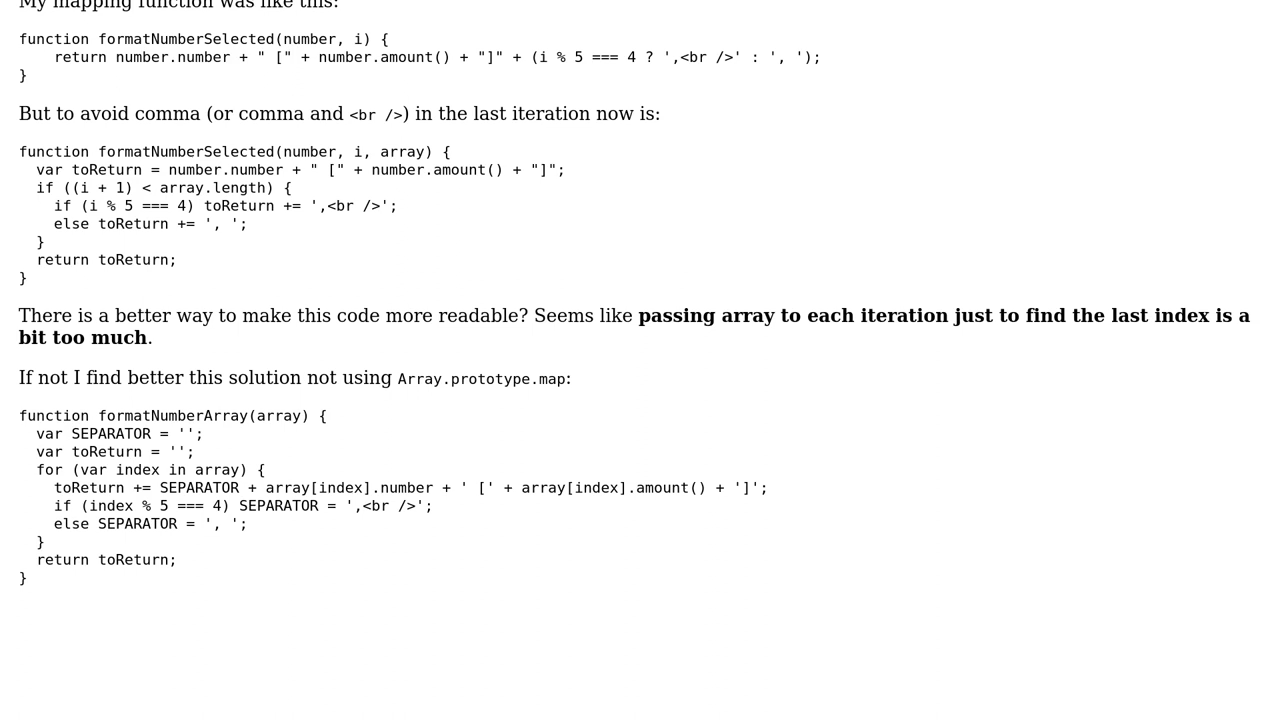 My mapping function was like this:
function formatNumberSelected(number, i) {
    return number.number + " [" + number.amount() + "]" + (i % 5 === 4 ? ',<br />' : ', ');
}
But to avoid comma (or comma and <br />) in the last iteration now is:
function formatNumberSelected(number, i, array) {
  var toReturn = number.number + " [" + number.amount() + "]";
  if ((i + 1) < array.length) {
    if (i % 5 === 4) toReturn += ',<br />';
    else toReturn += ', ';
  }
  return toReturn;
}
There is a better way to make this code more readable? Seems like passing array to each iteration just to find the last index is a
bit too much.
If not I find better this solution not using Array.prototype.map:
function formatNumberArray(array) {
  var SEPARATOR = '';
  var toReturn = '';
  for (var index in array) {
    toReturn += SEPARATOR + array[index].number + ' [' + array[index].amount() + ']';
    if (index % 5 === 4) SEPARATOR = ',<br />';
    else SEPARATOR = ', ';
  }
  return toReturn;
}